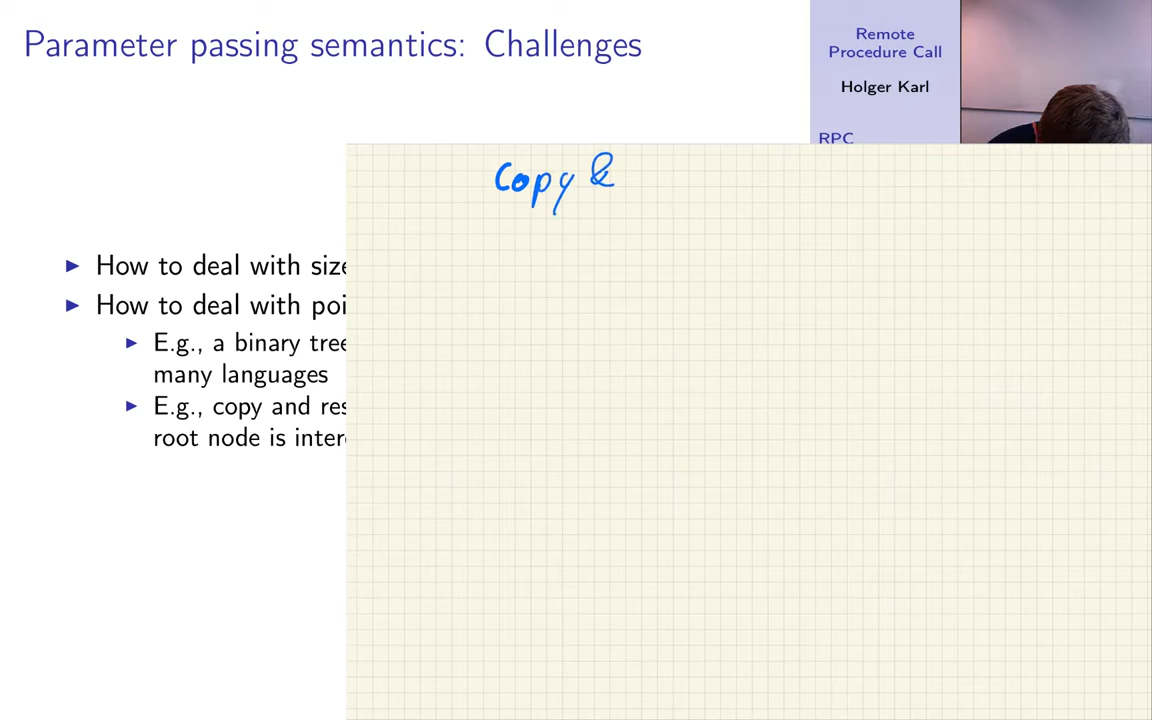 Parameter passing semantics: Challenges
Remote
Procedure Call
Holger Karl
RPC
Copy &
▶ How to deal with size
▶ How to deal with poi
▶ E.g., a binary tree
many languages
▶ E.g., copy and res
root node is inter